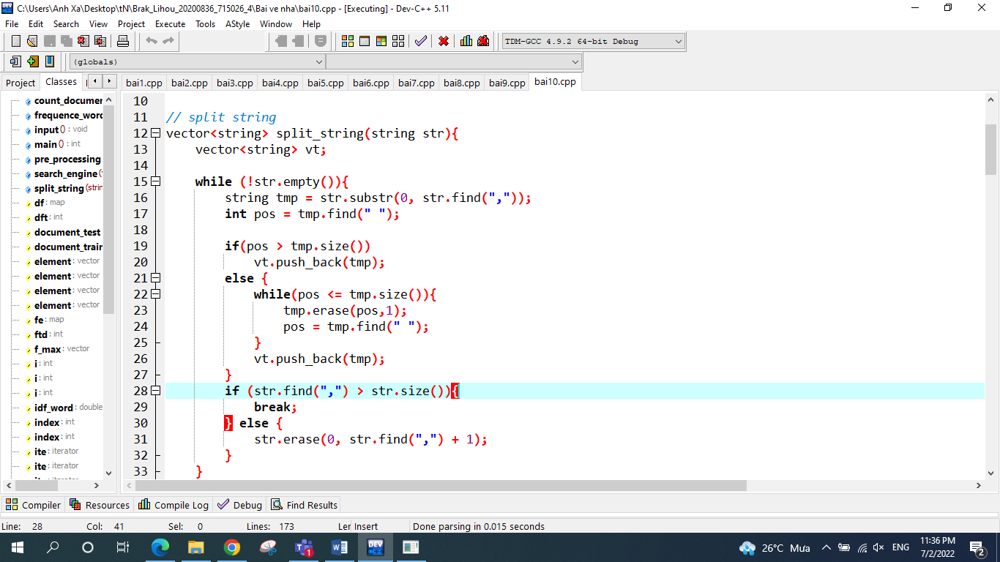 C:\Users\Anh Xa\Desktop\tN\Brak_Lihou_20200836_715026_4\Bai ve nha\bai10.cpp - [Executing] - Dev-C++ 5.11
File Edit Search View Project Execute Tools AStyle Window Help
TDM-GCC 4.9.2 64-bit Debug
(globals)
Project Classes
bai1.cpp bai2.cpp bai3.cpp bai4.cpp bai5.cpp bai6.cpp bai7.cpp bai8.cpp bai9.cpp bai10.cpp
count_documer
frequence_word
input () : void
main () : int
pre_processing
search_engine (
split_string (strin
df : map
dft : int
document_test
document_trair
element : vector
element : vector
element : vector
element : vector
fe : map
ftd : int
f_max : vector
i : int
i : int
i : int
idf_word : double
index : int
index : int
ite : iterator
ite : iterator
10
11 // split string
12 vector<string> split_string(string str){
13     vector<string> vt;
14
15     while (!str.empty()){
16         string tmp = str.substr(0, str.find(","));
17         int pos = tmp.find(" ");
18
19         if(pos > tmp.size())
20             vt.push_back(tmp);
21         else {
22             while(pos <= tmp.size()){
23                 tmp.erase(pos,1);
24                 pos = tmp.find(" ");
25             }
26             vt.push_back(tmp);
27         }
28         if (str.find(",") > str.size()){
29             break;
30         } else {
31             str.erase(0, str.find(",") + 1);
32         }
33     }
Compiler Resources Compile Log Debug Find Results
Line: 28 Col: 41 Sel: 0 Lines: 173 Ler Insert Done parsing in 0.015 seconds
DEV
1
26°C Mưa ENG
11:36 PM
7/2/2022
2